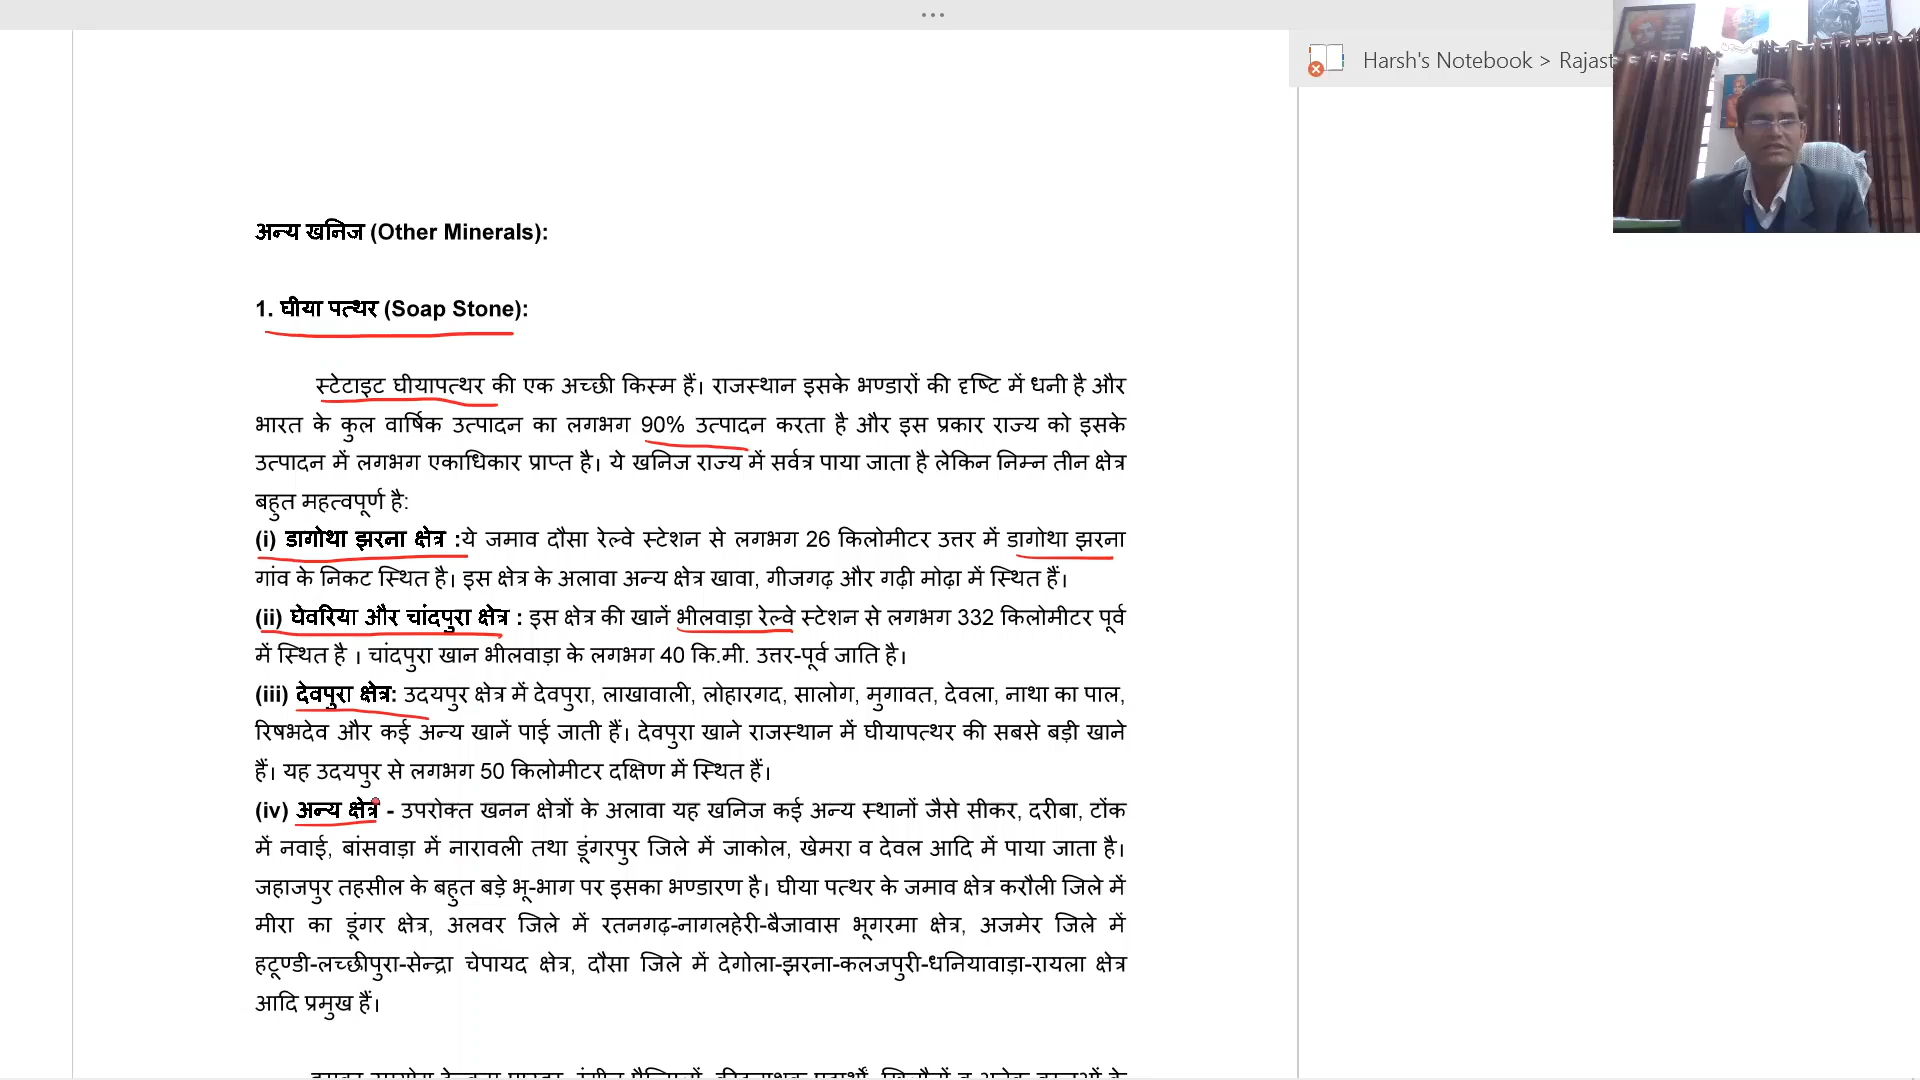 Harsh's Notebook > Rajast
अन्य खनिज (Other Minerals):
1. घीया पत्थर (Soap Stone):
स्टेटाइट घीयापत्थर की एक अच्छी किस्म हैं। राजस्थान इसके भण्डारों की दृष्टि में धनी है और
भारत के कुल वार्षिक उत्पादन का लगभग 90% उत्पादन करता है और इस प्रकार राज्य को इसके
उत्पादन में लगभग एकाधिकार प्राप्त है। ये खनिज राज्य में सर्वत्र पाया जाता है लेकिन निम्न तीन क्षेत्र
बहुत महत्वपूर्ण है:
(i) डागोथा झरना क्षेत्र :ये जमाव दौसा रेल्वे स्टेशन से लगभग 26 किलोमीटर उत्तर में डागोथा झरना
गांव के निकट स्थित है। इस क्षेत्र के अलावा अन्य क्षेत्र खावा, गीजगढ़ और गढ़ी मोढ़ा में स्थित हैं।
(ii) घेवरिया और चांदपुरा क्षेत्र : इस क्षेत्र की खानें भीलवाड़ा रेल्वे स्टेशन से लगभग 332 किलोमीटर पूर्व
में स्थित है । चांदपुरा खान भीलवाड़ा के लगभग 40 कि.मी. उत्तर-पूर्व जाति है।
(iii) देवपुरा क्षेत्र: उदयपुर क्षेत्र में देवपुरा, लाखावाली, लोहारगद, सालोग, मुगावत, देवला, नाथा का पाल,
रिषभदेव और कई अन्य खानें पाई जाती हैं। देवपुरा खाने राजस्थान में घीयापत्थर की सबसे बड़ी खाने
हैं। यह उदयपुर से लगभग 50 किलोमीटर दक्षिण में स्थित हैं।
(iv) अन्य क्षेत्र - उपरोक्त खनन क्षेत्रों के अलावा यह खनिज कई अन्य स्थानों जैसे सीकर, दरीबा, टोंक
में नवाई, बांसवाड़ा में नारावली तथा डूंगरपुर जिले में जाकोल, खेमरा व देवल आदि में पाया जाता है।
जहाजपुर तहसील के बहुत बड़े भू-भाग पर इसका भण्डारण है। घीया पत्थर के जमाव क्षेत्र करौली जिले में
मीरा का डूंगर क्षेत्र, अलवर जिले में रतनगढ़-नागलहेरी-बैजावास भूगरमा क्षेत्र, अजमेर जिले में
हटूण्डी-लच्छीपुरा-सेन्द्रा चेपायद क्षेत्र, दौसा जिले में देगोला-झरना-कलजपुरी-धनियावाड़ा-रायला क्षेत्र
आदि प्रमुख हैं।